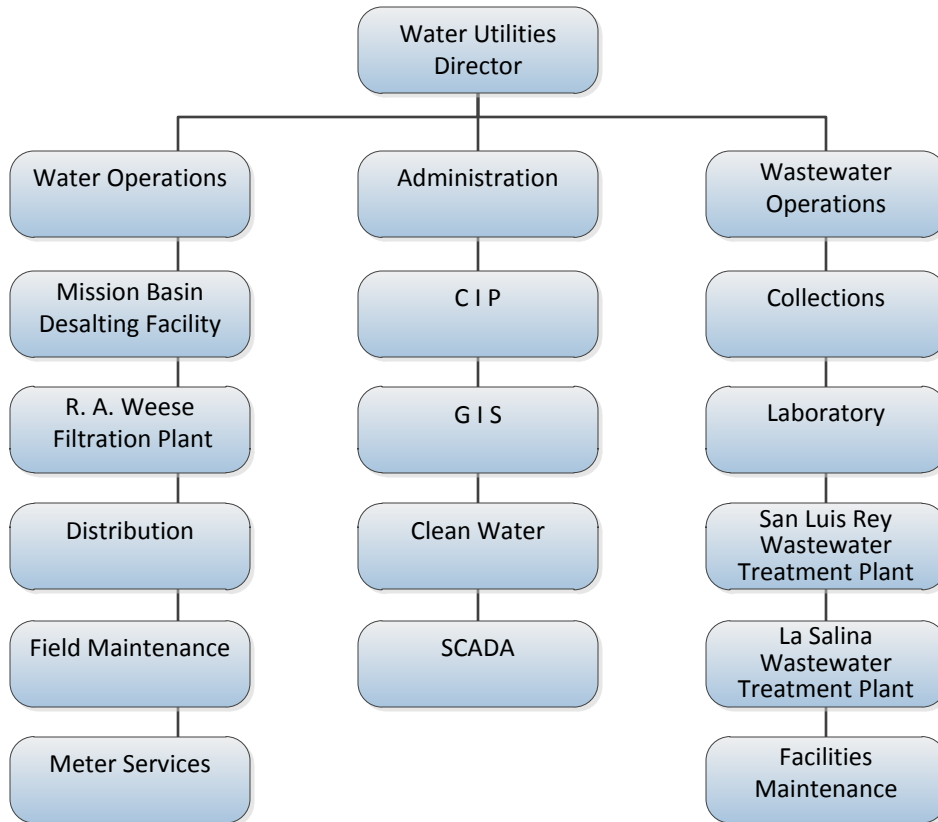 Water Utilities
Director
Water Operations
Administration
Wastewater
Operations
Mission Basin
Desalting Facility
C I P
Collections
R. A. Weese
Filtration Plant
G I S
Laboratory
Distribution
Clean Water
San Luis Rey
Wastewater
Treatment Plant
Field Maintenance
SCADA
La Salina
Wastewater
Treatment Plant
Meter Services
Facilities
Maintenance